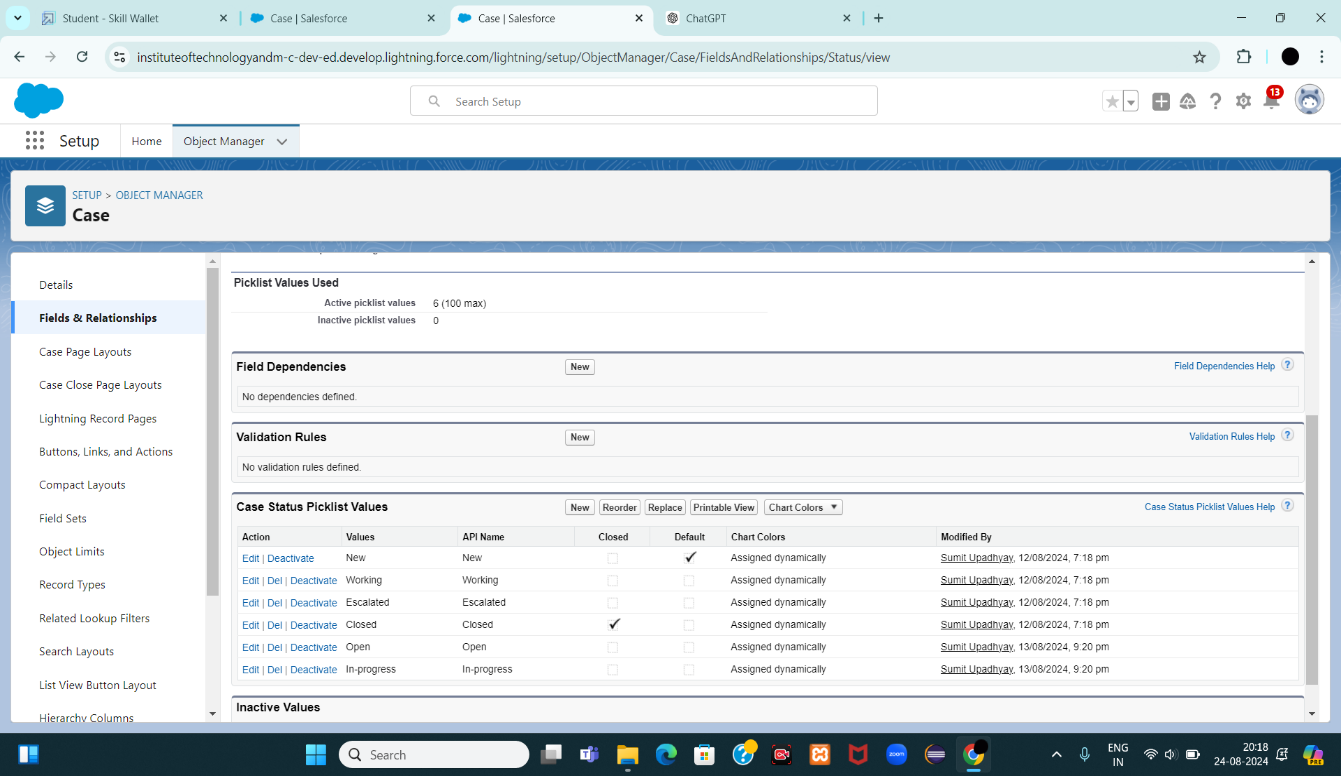 Student - Skill Wallet
Case | Salesforce
Case | Salesforce
ChatGPT
instituteoftechnologyandm-c-dev-ed.develop.lightning.force.com/lightning/setup/ObjectManager/Case/FieldsAndRelationships/Status/view
Search Setup
13
Setup
Home
Object Manager
SETUP > OBJECT MANAGER
Case
Details
Fields & Relationships
Case Page Layouts
Case Close Page Layouts
Lightning Record Pages
Buttons, Links, and Actions
Compact Layouts
Field Sets
Object Limits
Record Types
Related Lookup Filters
Search Layouts
List View Button Layout
Hierarchy Columns
Picklist Values Used
Active picklist values 6 (100 max)
Inactive picklist values 0
Field Dependencies New Field Dependencies Help ?
No dependencies defined.
Validation Rules New Validation Rules Help ?
No validation rules defined.
Case Status Picklist Values New Reorder Replace Printable View Chart Colors Case Status Picklist Values Help ?
Action Values API Name Closed Default Chart Colors Modified By
Edit | Deactivate New New Assigned dynamically Sumit Upadhyay, 12/08/2024, 7:18 pm
Edit | Del | Deactivate Working Working Assigned dynamically Sumit Upadhyay, 12/08/2024, 7:18 pm
Edit | Del | Deactivate Escalated Escalated Assigned dynamically Sumit Upadhyay, 12/08/2024, 7:18 pm
Edit | Del | Deactivate Closed Closed Assigned dynamically Sumit Upadhyay, 12/08/2024, 7:18 pm
Edit | Del | Deactivate Open Open Assigned dynamically Sumit Upadhyay, 13/08/2024, 9:20 pm
Edit | Del | Deactivate In-progress In-progress Assigned dynamically Sumit Upadhyay, 13/08/2024, 9:20 pm
Inactive Values
Search
zoom
ENG
IN
20:18
24-08-2024
PRE